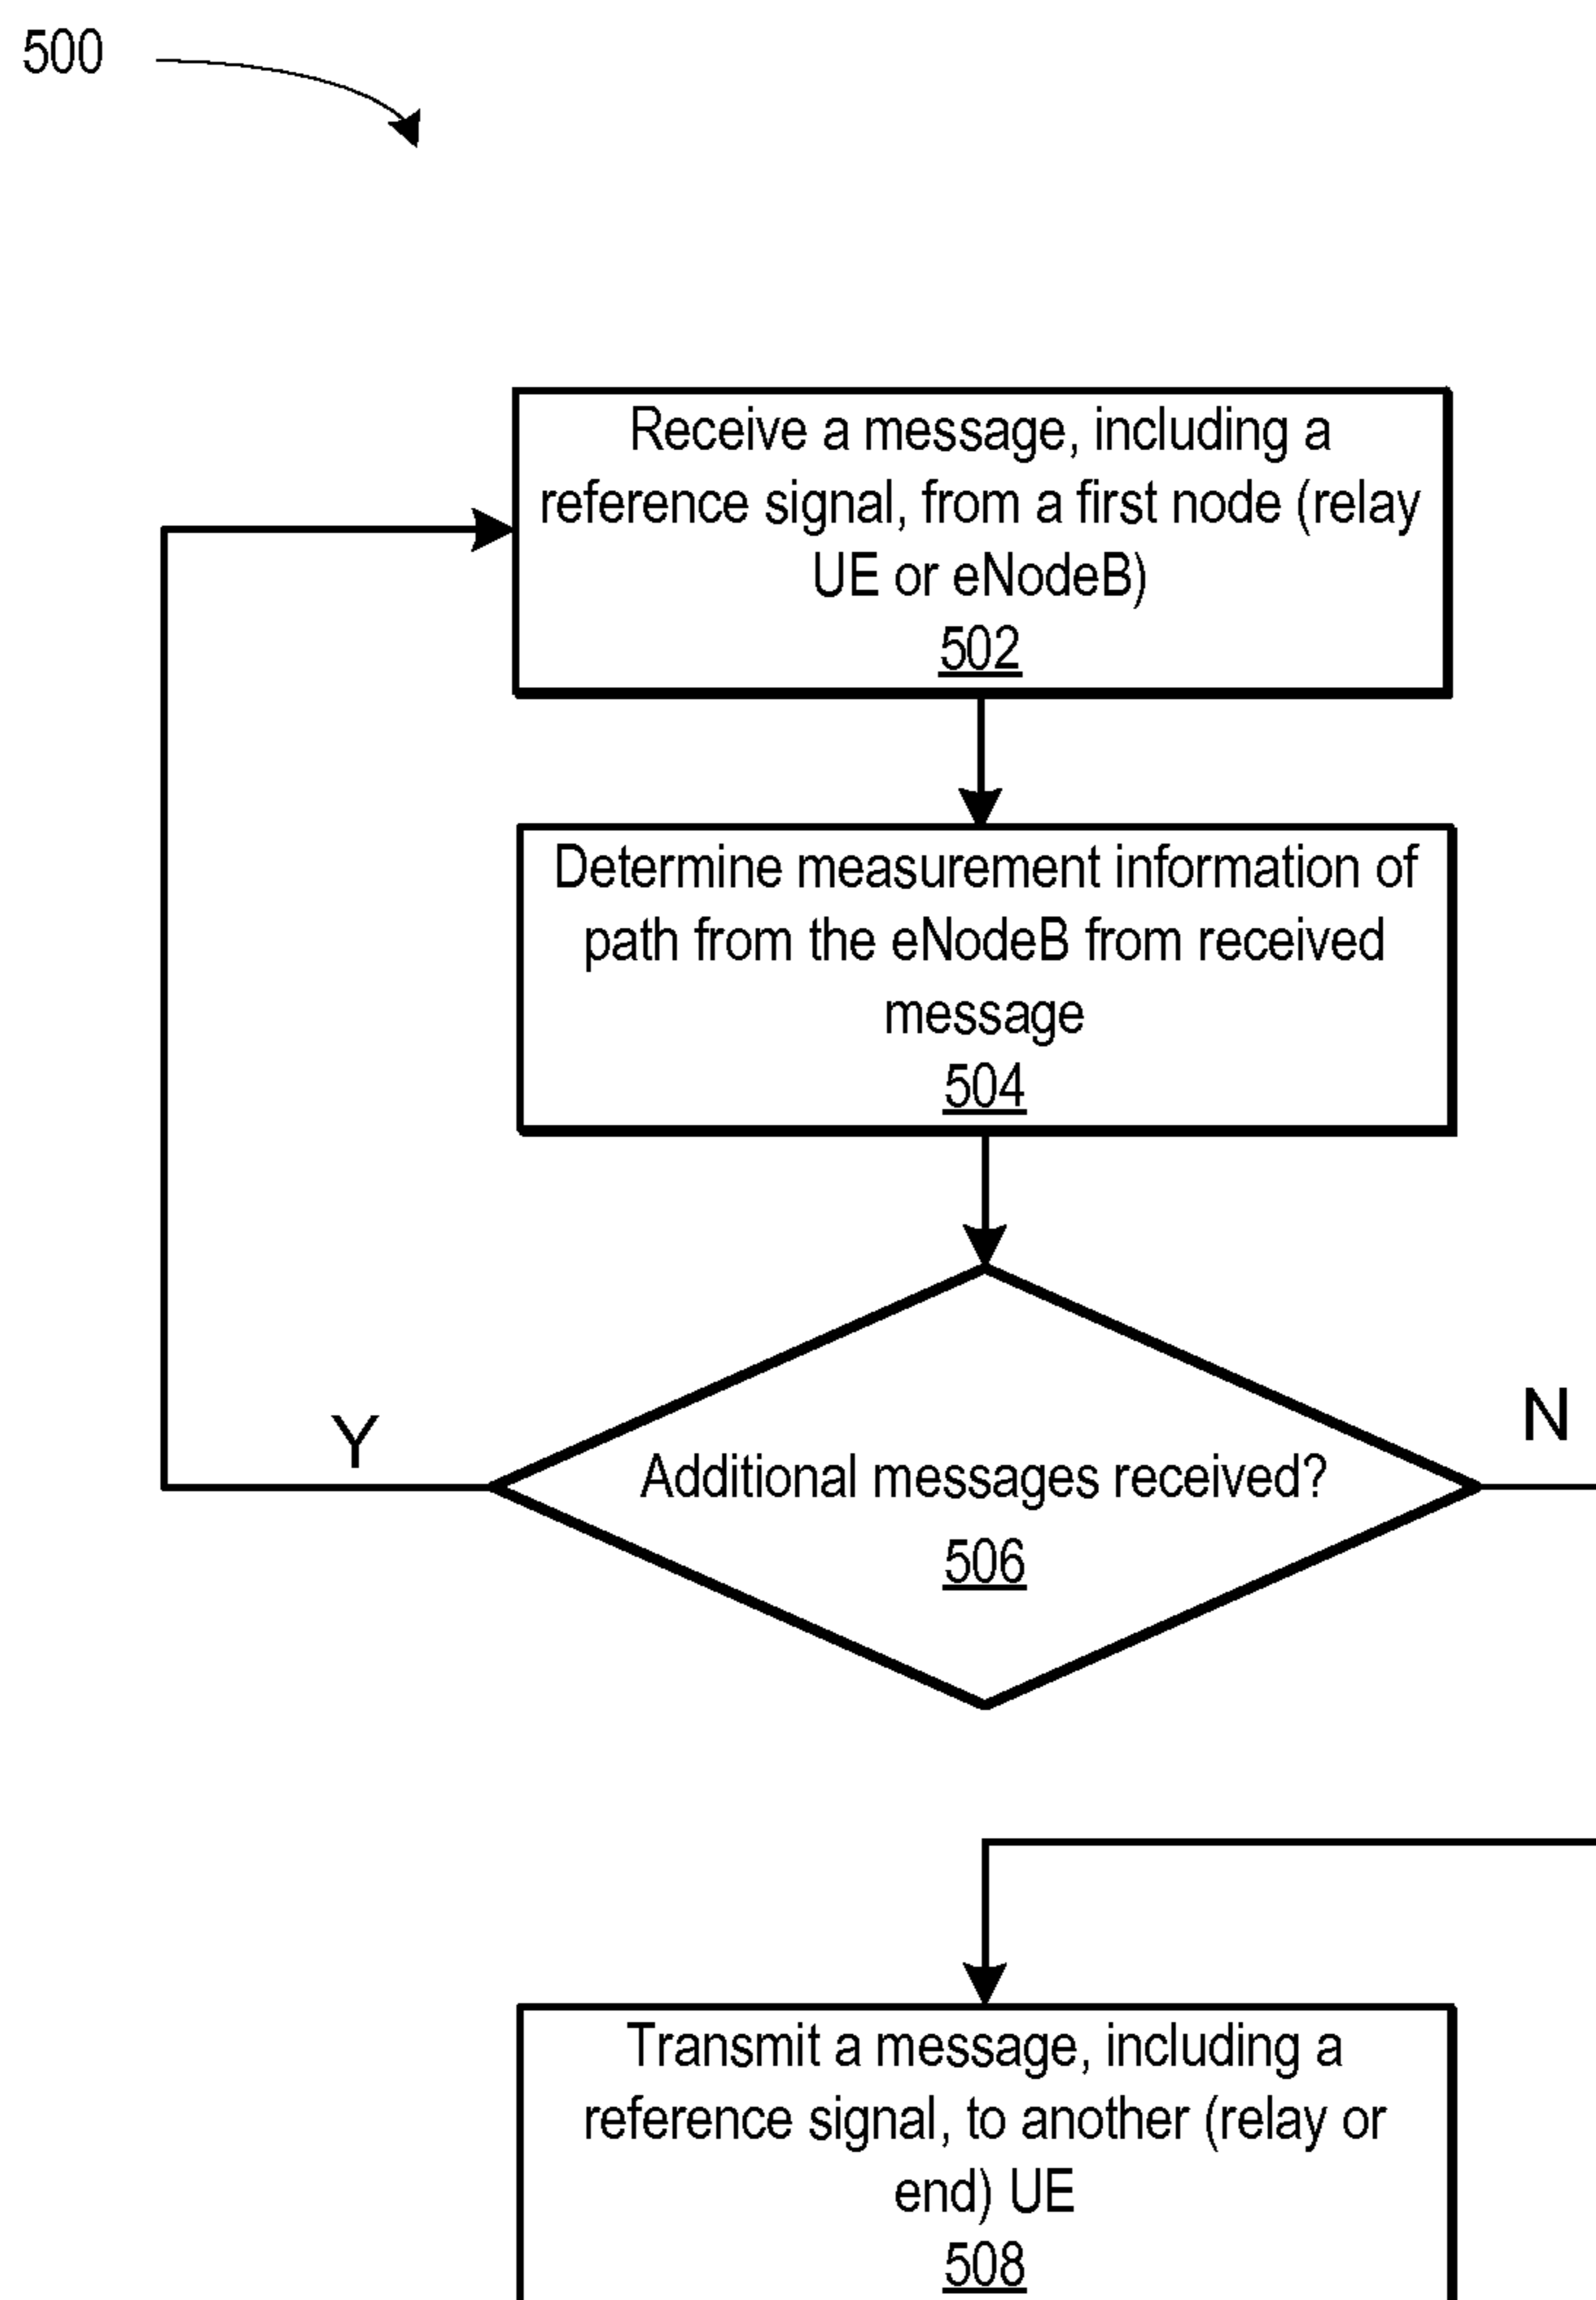 500
Receive a message, including a
reference signal, from a first node (relay
UE or eNodeB)
502
Determine measurement information of
path from the eNodeB from received
message
504
Y
N
Additional messages received?
506
Transmit a message, including a
reference signal, to another (relay or
end) UE
508